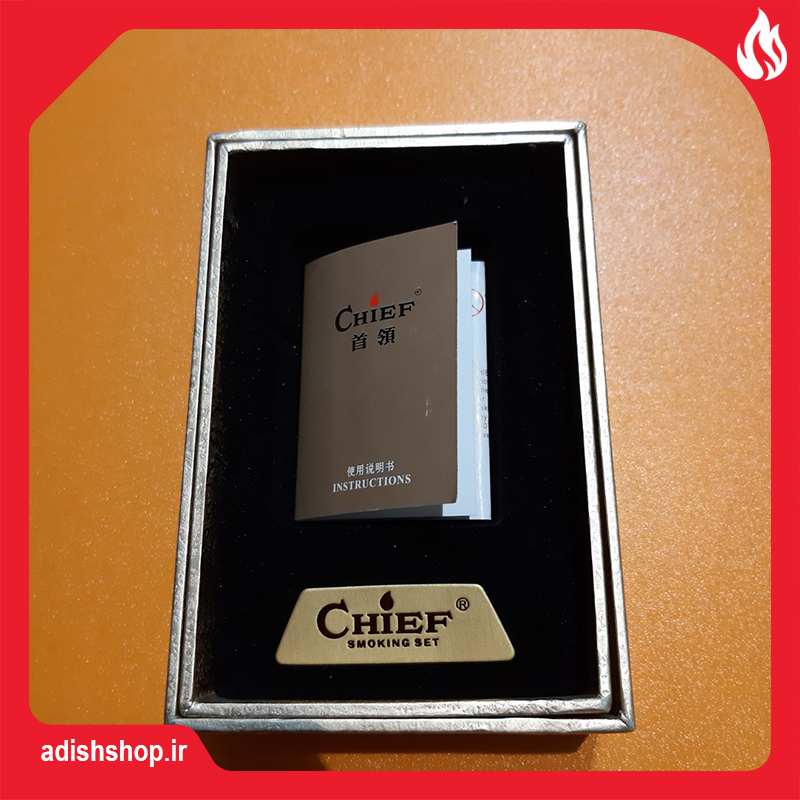 CHIEF®
首領
使用说明书
INSTRUCTIONS
CHIEF®
SMOKING SET
adishshop.ir